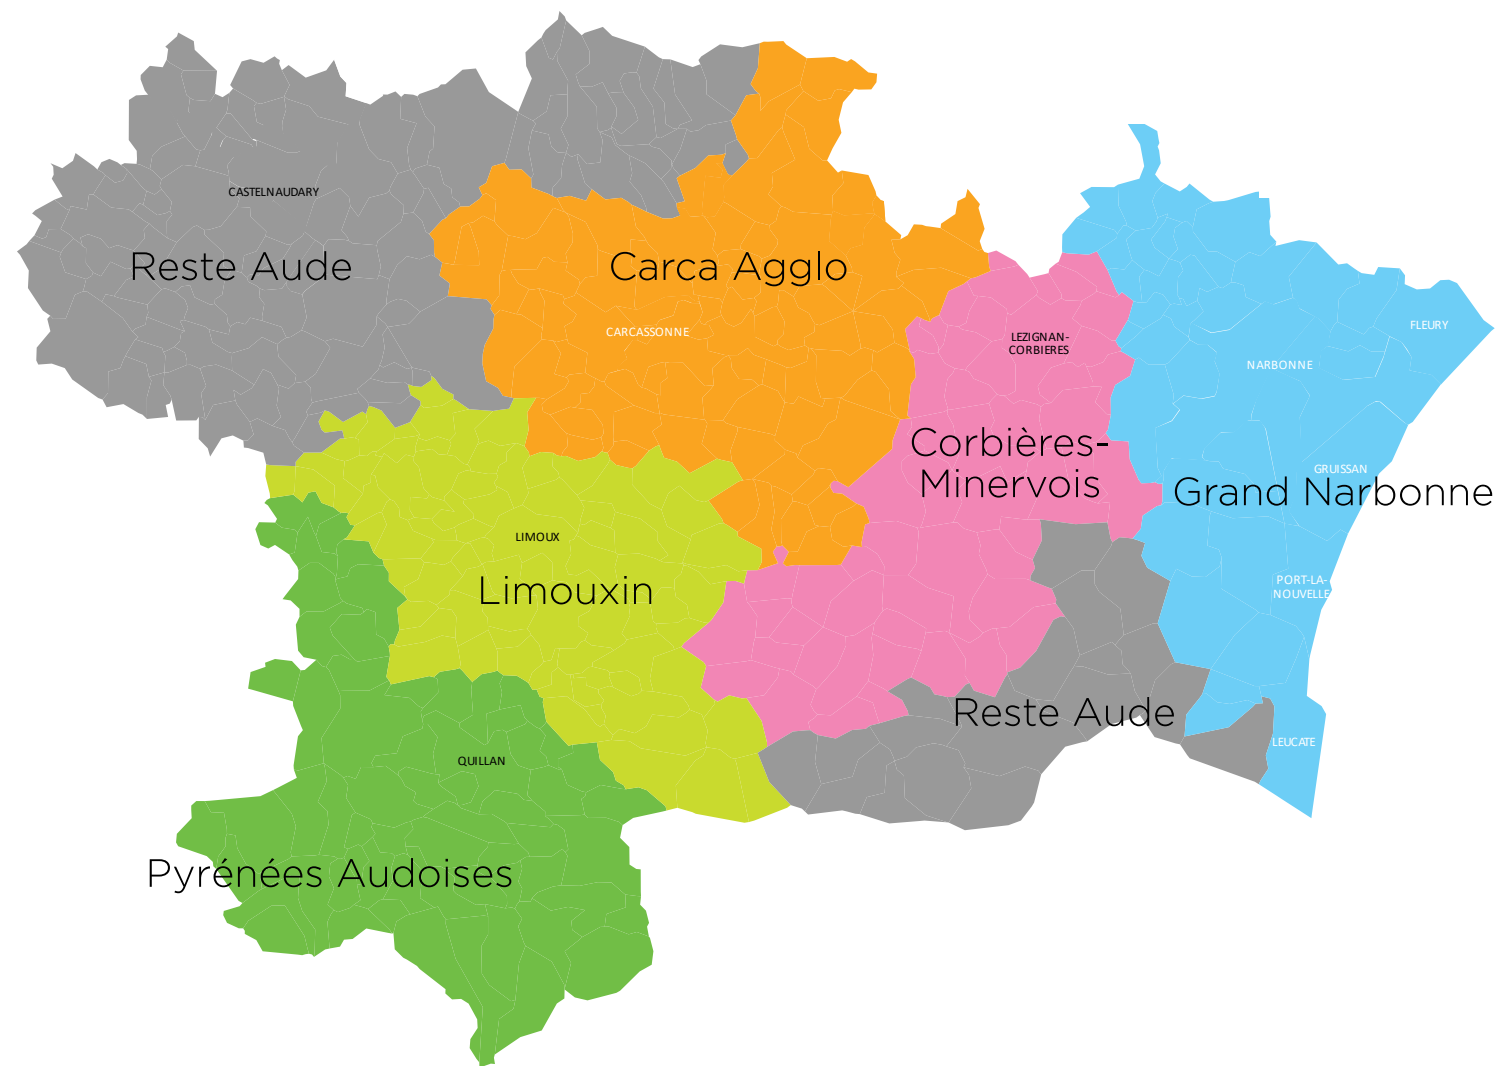 CASTELNAUDARY
Reste Aude
Carca Agglo
CARCASSONNE
LEZIGNAN-
CORBIERES
FLEURY
NARBONNE
Corbières-
Minervois
GRUISSAN
Grand Narbonne
LIMOUX
Limouxin
PORT-LA-
NOUVELLE
Reste Aude
LEUCATE
QUILLAN
Pyrénées Audoises